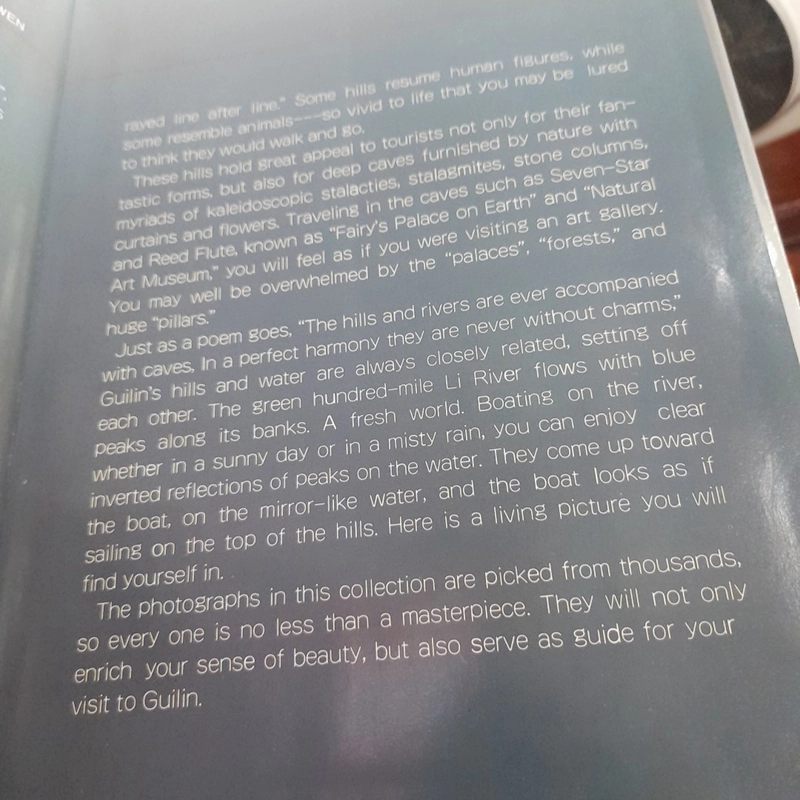 WEN
rayed line after line." Some hills resume human figures, while
some resemble animals---so vivid to life that you may be lured
to think they would walk and go.
These hills hold great appeal to tourists not only for their fan-
tastic forms, but also for deep caves furnished by nature with
myriads of kaleidoscopic stalacties, stalagmites, stone columns,
curtains and flowers. Traveling in the caves such as Seven-Star
and Reed Flute, known as "Fairy's Palace on Earth" and "Natural
Art Museum," you will feel as if you were visiting an art gallery.
You may well be overwhelmed by the "palaces", "forests," and
huge "pillars."
Just as a poem goes, "The hills and rivers are ever accompanied
with caves. In a perfect harmony they are never without charms,"
Guilin's hills and water are always closely related, setting off
each other. The green hundred-mile Li River flows with blue
peaks along its banks. A fresh world. Boating on the river,
whether in a sunny day or in a misty rain, you can enjoy clear
inverted reflections of peaks on the water. They come up toward
the boat, on the mirror-like water, and the boat looks as if
sailing on the top of the hills. Here is a living picture you will
find yourself in.
The photographs in this collection are picked from thousands,
so every one is no less than a masterpiece. They will not only
enrich your sense of beauty, but also serve as guide for your
visit to Guilin.